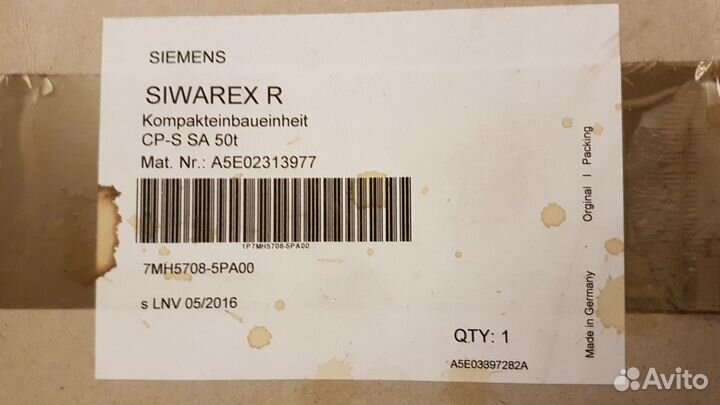 SIEMENS
SIWAREX R
Kompakteinbaueinheit
CP-S SA 50t
Mat. Nr.: A5E02313977
1P7MH5708-5PA00
7MH5708-5PA00
s LNV 05/2016
QTY: 1
A5E03397282A
Made in Germany Orginal | Packing
Avito